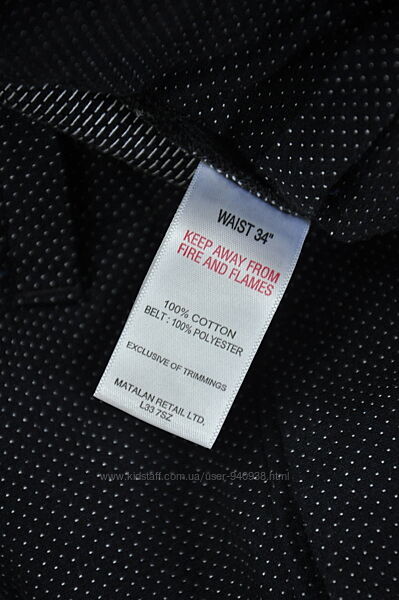 WAIST 34"
KEEP AWAY FROM
FIRE AND FLAMES
100% COTTON
BELT : 100% POLYESTER
EXCLUSIVE OF TRIMMINGS
MATALAN RETAIL LTD.
L33 7SZ
www.kidstaff.com.ua/user-946938.html